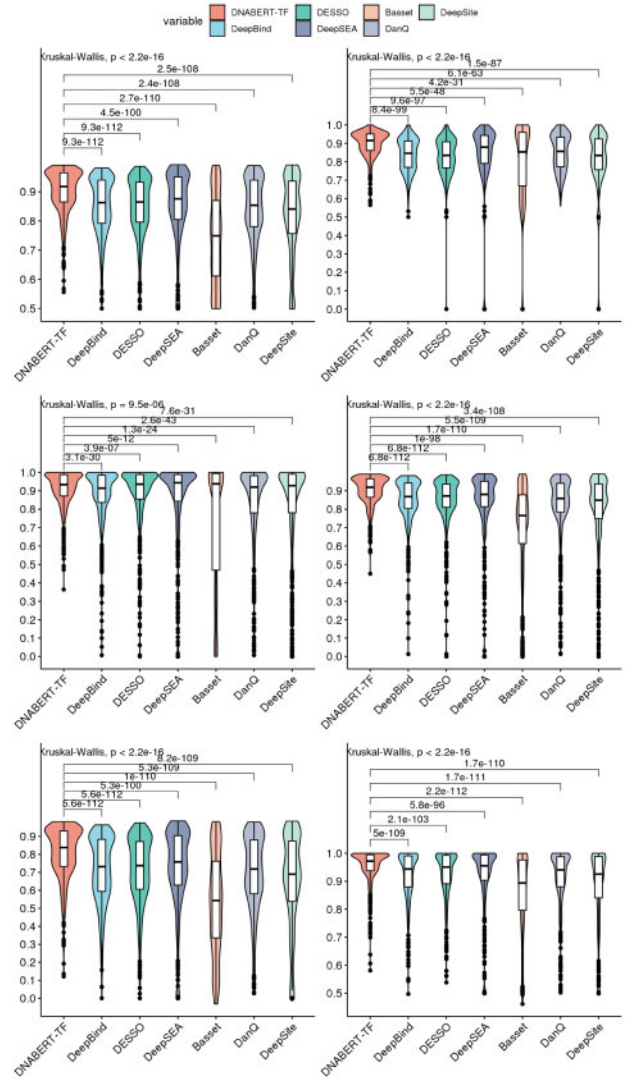 variable DNABERT-TF DESSO Basset DeepSite
DeepBind DeepSEA DanQ
Kruskal-Wallis, p < 2.2e-16
2.5e-108
2.4e-108
2.7e-110
4.5e-100
9.3e-112
9.3e-112
0.9
0.8
0.7
0.6
0.5
DNABERT-TF DeepBind DESSO DeepSEA Basset DanQ DeepSite
Kruskal-Wallis, p < 2.2e-16
1.5e-87
6.1e-63
4.2e-31
5.5e-48
9.6e-97
8.4e-99
1.0
0.9
0.8
0.7
0.6
0.5
0.4
0.3
0.2
0.1
0.0
DNABERT-TF DeepBind DESSO DeepSEA Basset DanQ DeepSite
Kruskal-Wallis, p = 9.5e-06
7.6e-31
2.6e-43
1.3e-24
5e-12
3.9e-07
3.1e-30
1.0
0.9
0.8
0.7
0.6
0.5
0.4
0.3
0.2
0.1
0.0
DNABERT-TF DeepBind DESSO DeepSEA Basset DanQ DeepSite
Kruskal-Wallis, p < 2.2e-16
3.4e-108
5.5e-109
1.7e-110
1e-98
6.8e-112
6.8e-112
0.9
0.8
0.7
0.6
0.5
0.4
0.3
0.2
0.1
0.0
DNABERT-TF DeepBind DESSO DeepSEA Basset DanQ DeepSite
Kruskal-Wallis, p < 2.2e-16
8.2e-109
5.3e-109
1e-110
5.3e-100
5.6e-112
5.6e-112
0.9
0.8
0.7
0.6
0.5
0.4
0.3
0.2
0.1
0.0
DNABERT-TF DeepBind DESSO DeepSEA Basset DanQ DeepSite
Kruskal-Wallis, p < 2.2e-16
1.7e-110
1.7e-111
2.2e-112
5.8e-96
2.1e-103
5e-109
1.0
0.9
0.8
0.7
0.6
0.5
DNABERT-TF DeepBind DESSO DeepSEA Basset DanQ DeepSite